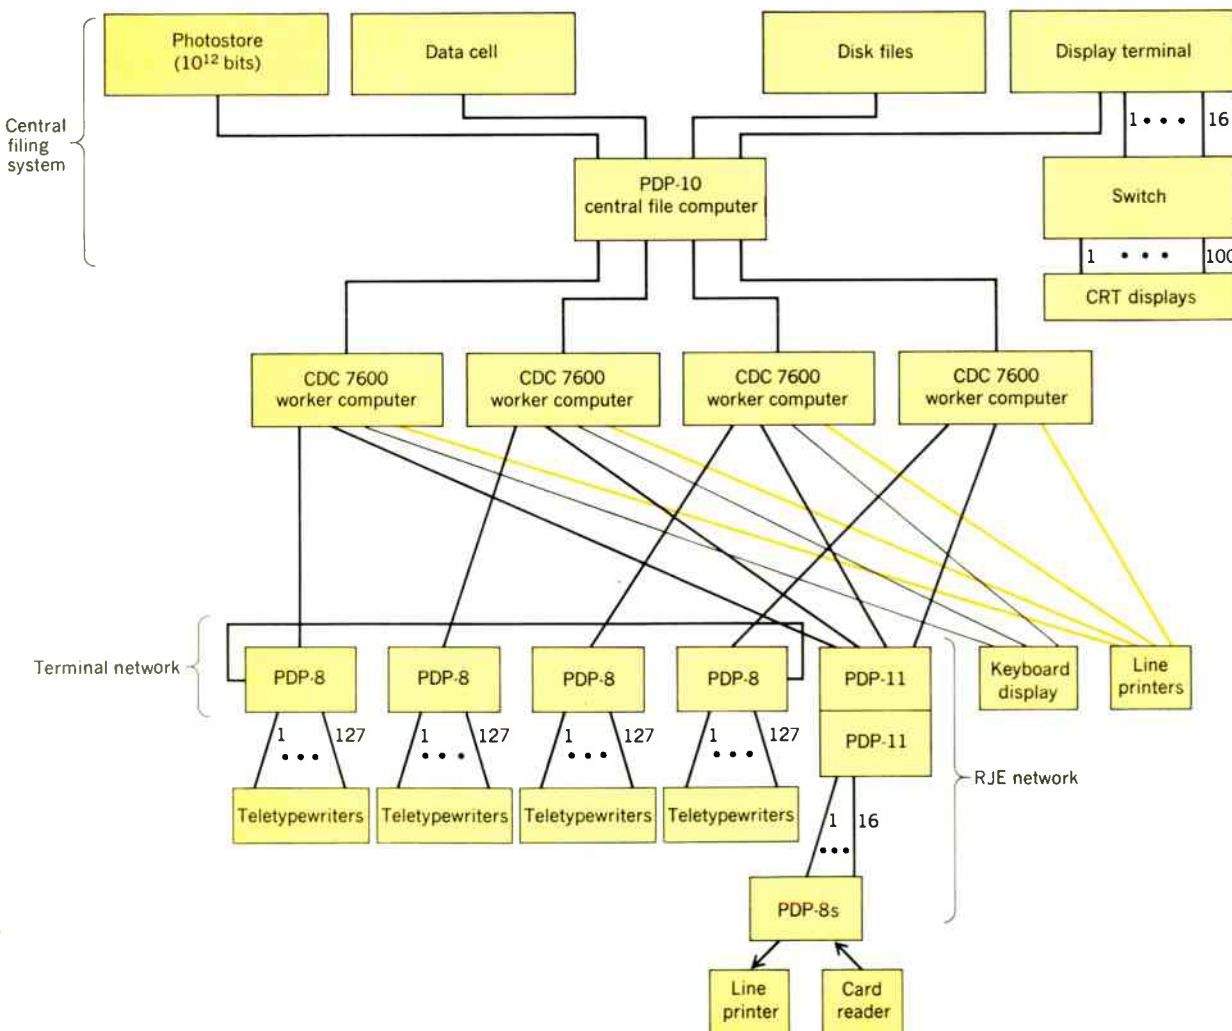 Photostore
(10¹² bits)
Data cell
Disk files
Display terminal
Central
filing
system
1 • • • 16
PDP-10
central file computer
Switch
1 • • • 100
CRT displays
CDC 7600
worker computer
CDC 7600
worker computer
CDC 7600
worker computer
CDC 7600
worker computer
Terminal network
PDP-8
PDP-8
PDP-8
PDP-8
PDP-11
Keyboard
display
Line
printers
1 • • • 127
1 • • • 127
1 • • • 127
1 • • • 127
PDP-11
RJE network
Teletypewriters
Teletypewriters
Teletypewriters
Teletypewriters
1 • • • 16
PDP-8s
Line
printer
Card
reader